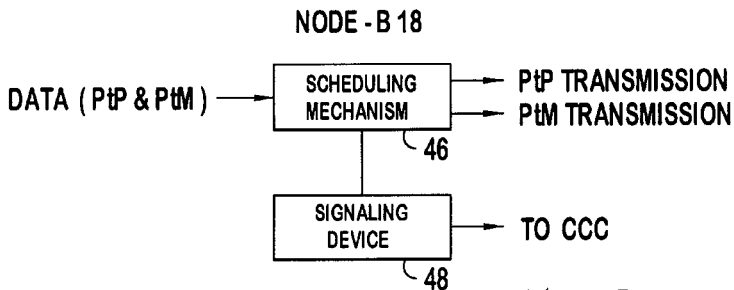 NODE - B 18
DATA ( PtP & PtM )
SCHEDULING
MECHANISM
PtP TRANSMISSION
PtM TRANSMISSION
46
SIGNALING
DEVICE
TO CCC
48